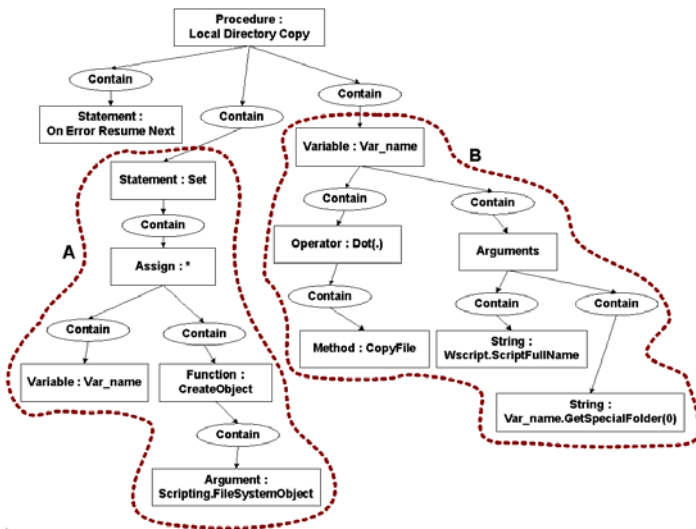 Procedure :
Local Directory Copy
Contain
Contain
Contain
Statement :
On Error Resume Next
Variable : Var_name
B
Statement : Set
Contain
Contain
Contain
A
Operator : Dot(.)
Arguments
Assign : *
Contain
Contain
Contain
Contain
Contain
Method : CopyFile
String :
Wscript.ScriptFullName
Variable : Var_name
Function :
CreateObject
String :
Var_name.GetSpecialFolder(0)
Contain
Argument :
Scripting.FileSystemObject